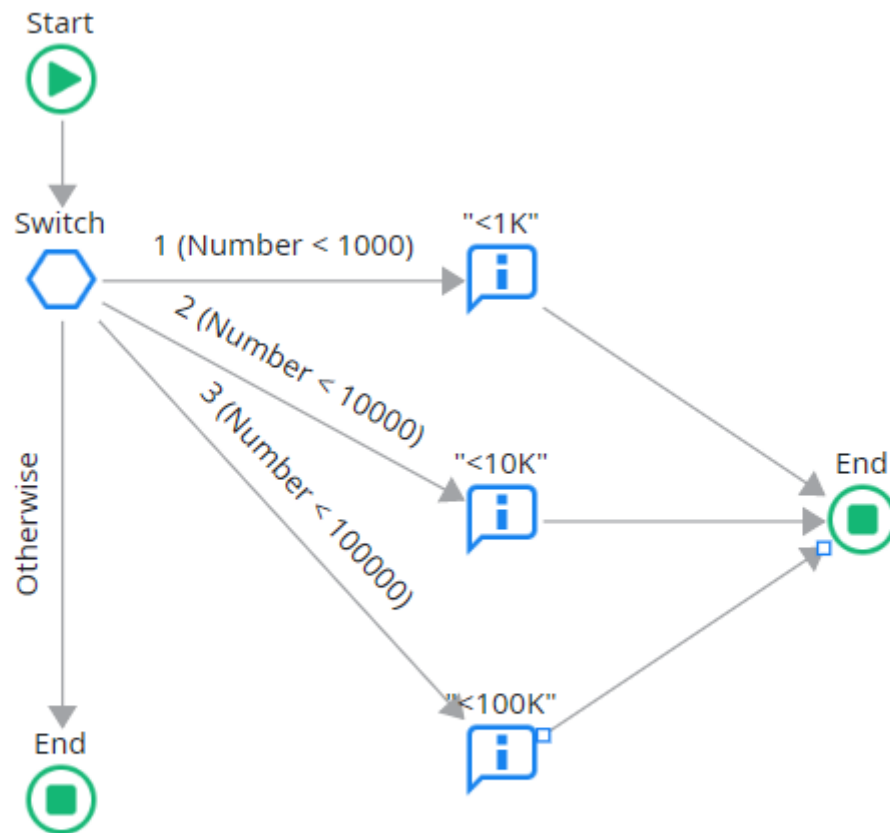 Start
Switch
1 (Number < 1000)
"<1K"
2 (Number < 10000)
3 (Number < 100000)
"<10K"
End
Otherwise
"<100K"
End